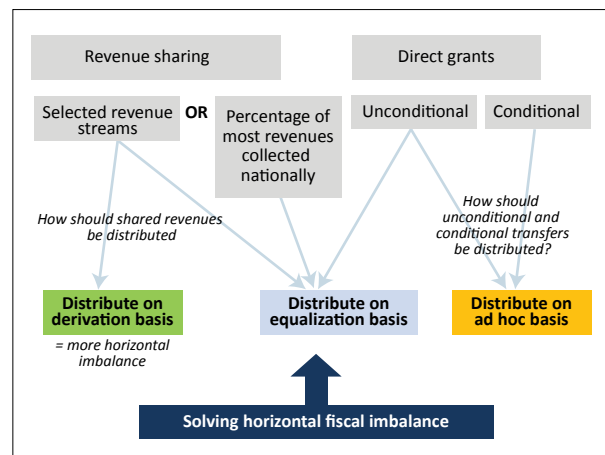 Revenue sharing
Direct grants
Selected revenue
streams
OR
Percentage of
most revenues
collected
nationally
Unconditional
Conditional
How should shared revenues
be distributed
How should
unconditional and
conditional transfers
be distributed?
Distribute on
derivation basis
= more horizontal
imbalance
Distribute on
equalization basis
Distribute on
ad hoc basis
Solving horizontal fiscal imbalance